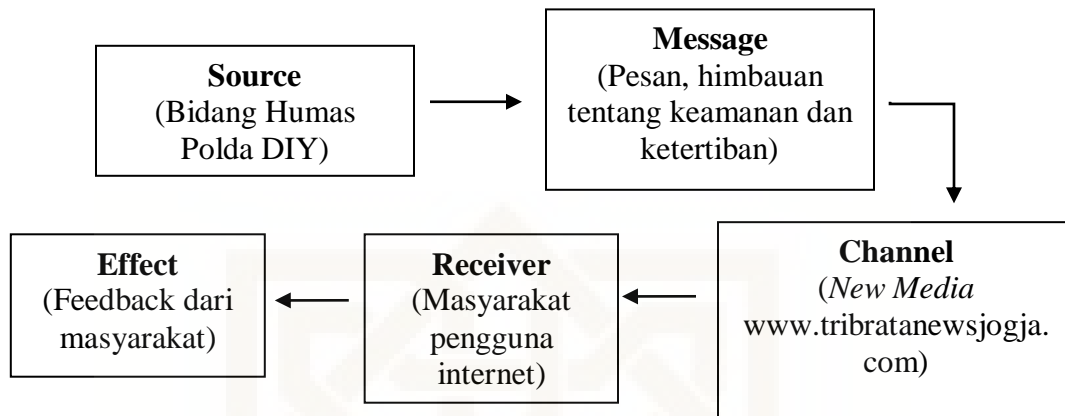 Source
(Bidang Humas
Polda DIY)
Message
(Pesan, himbauan
tentang keamanan dan
ketertiban)
Channel
(New Media
www.tribratanewsjogja.
com)
Receiver
(Masyarakat
pengguna
internet)
Effect
(Feedback dari
masyarakat)